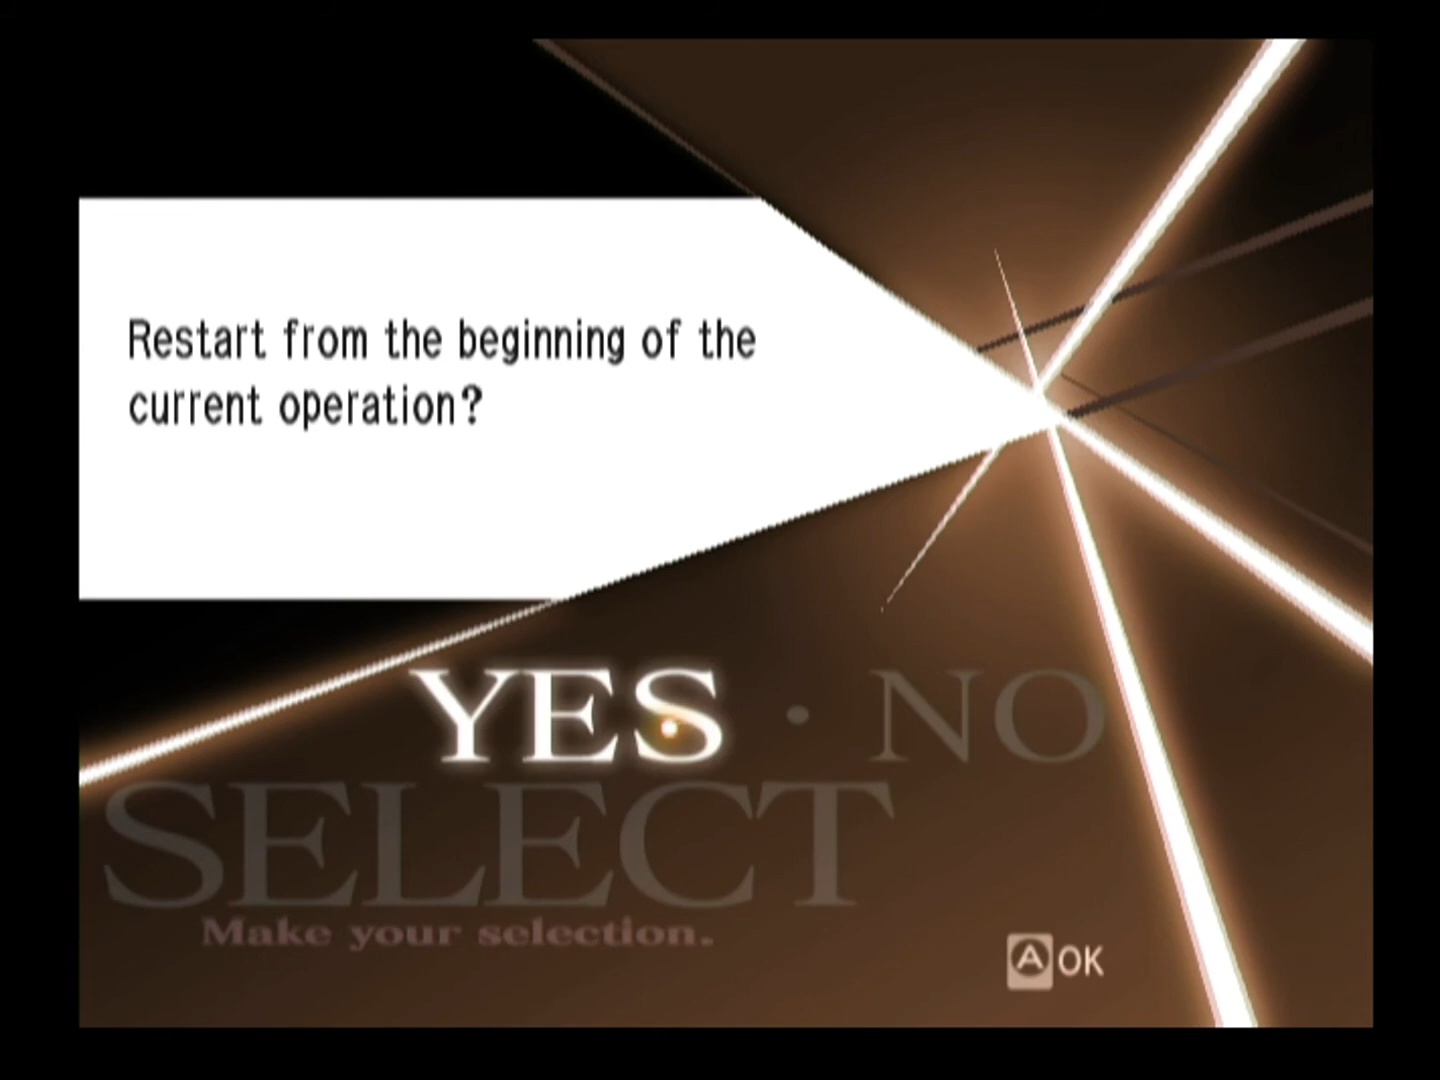 Restart from the beginning of the
current operation?
YES · NO
SELECT
Make your selection.
A OK